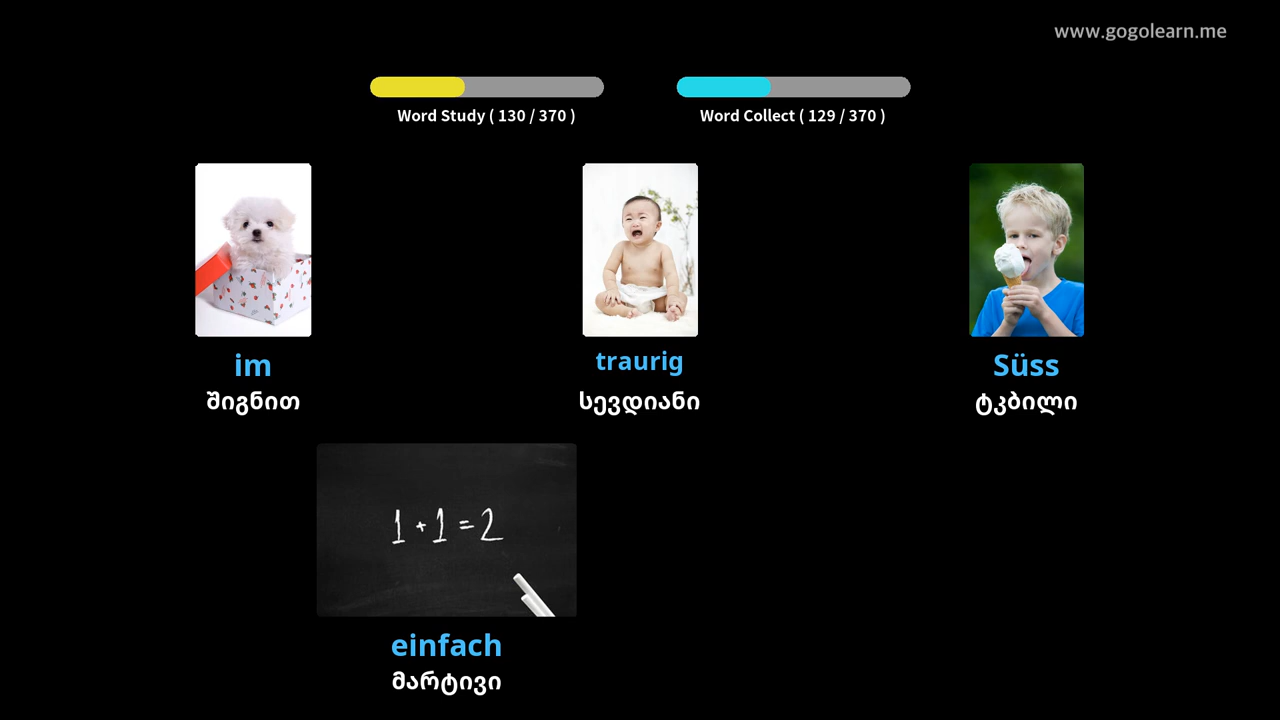 www.gogolearn.me
Word Study ( 130 / 370 )
Word Collect ( 129 / 370 )
im
შიგნით
traurig
სევდიანი
Süss
ტკბილი
1 + 1 = 2
einfach
მარტივი